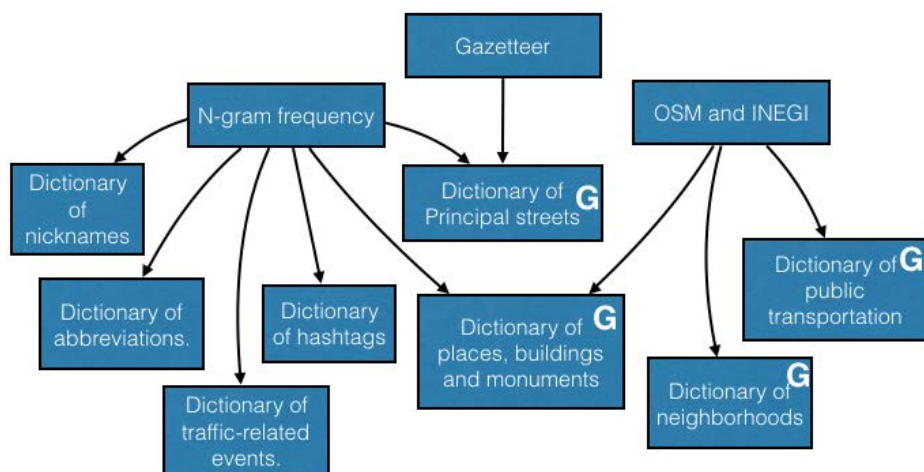 Gazetteer
N-gram frequency
OSM and INEGI
Dictionary
of
nicknames
Dictionary of
Principal streets
G
Dictionary of
public
transportation
G
Dictionary of
abbreviations.
Dictionary
of hashtags
Dictionary of
places, buildings
and monuments
G
Dictionary of
neighborhoods
G
Dictionary of
traffic-related
events.